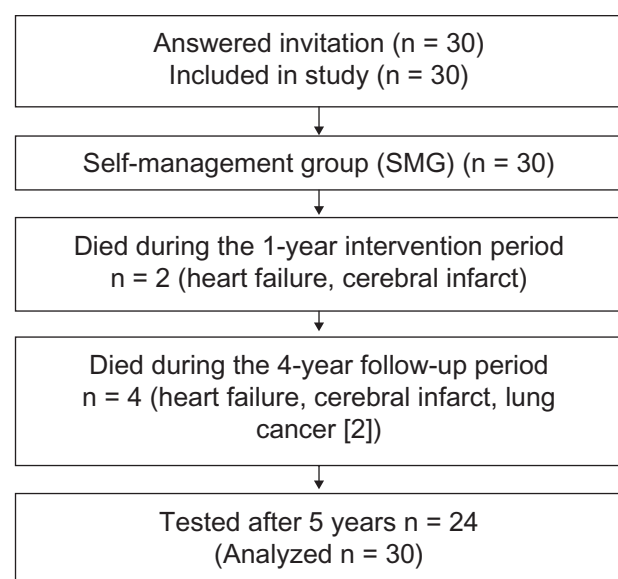 Answered invitation (n = 30)
Included in study (n = 30)
Self-management group (SMG) (n = 30)
Died during the 1-year intervention period
n = 2 (heart failure, cerebral infarct)
Died during the 4-year follow-up period
n = 4 (heart failure, cerebral infarct, lung
cancer [2])
Tested after 5 years n = 24
(Analyzed n = 30)